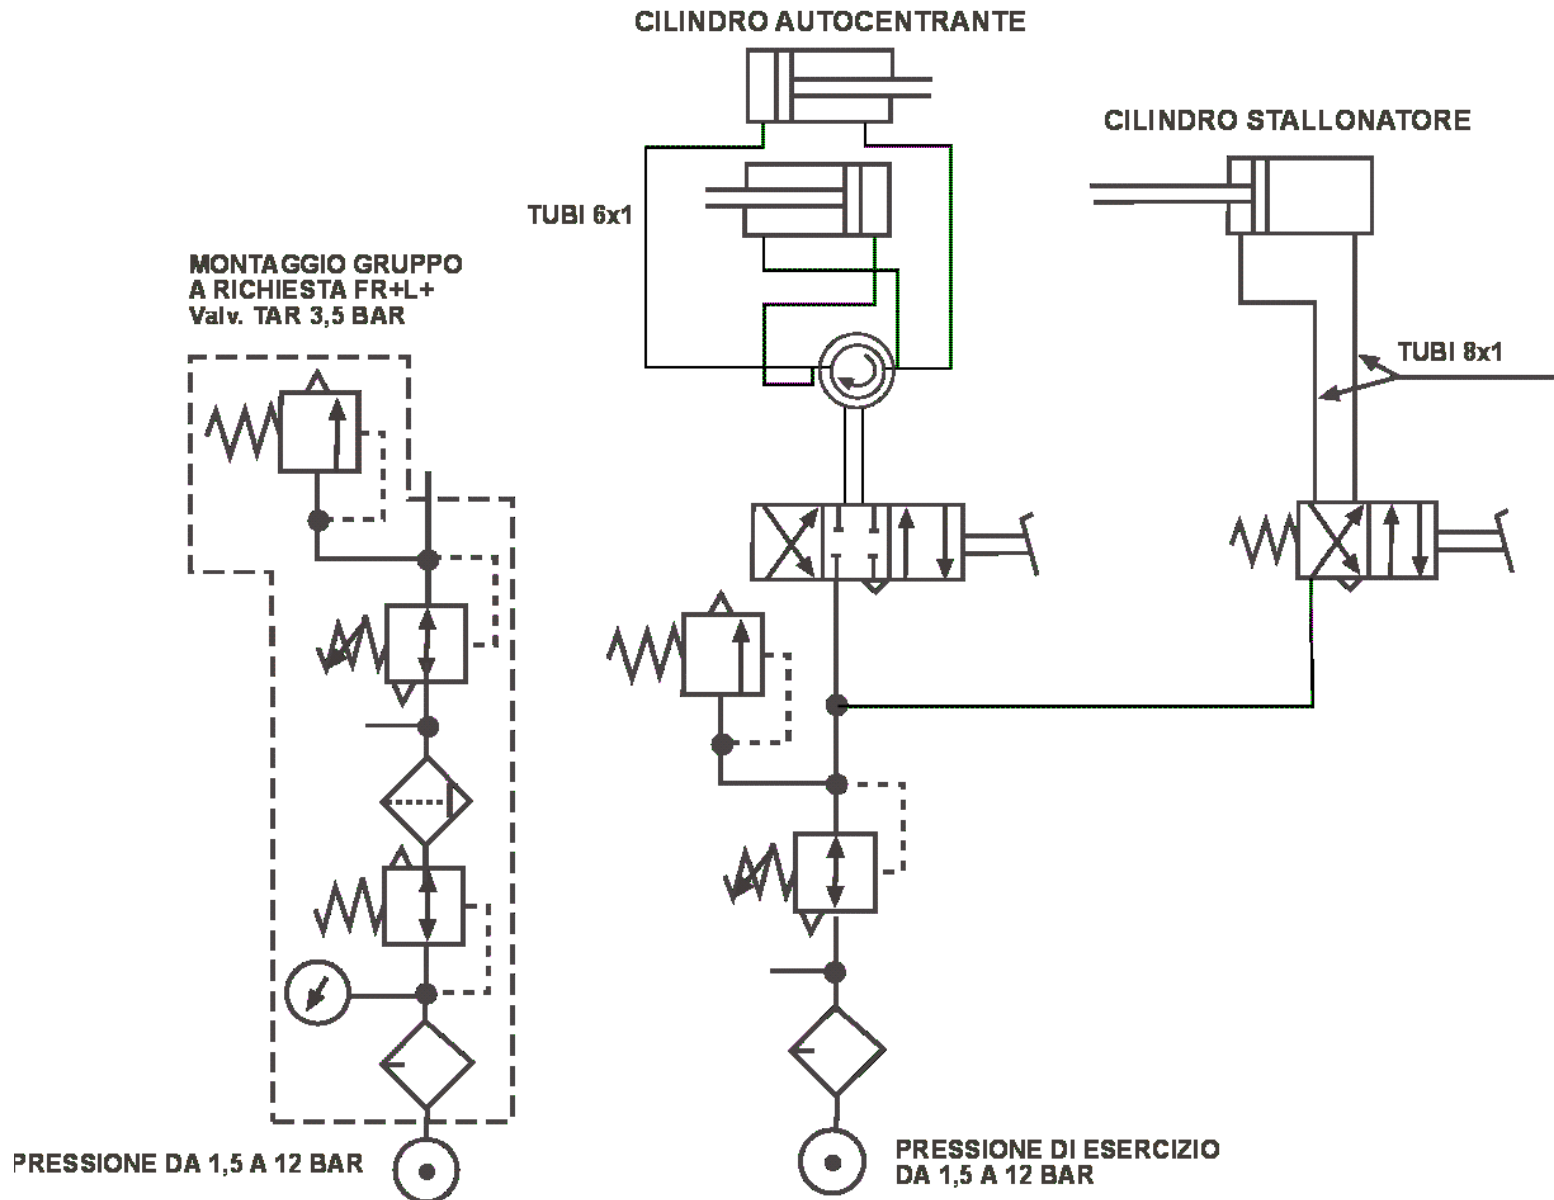 CILINDRO AUTOCENTRANTE
CILINDRO STALLONATORE
TUBI 6x1
MONTAGGIO GRUPPO
A RICHIESTA FR+L+
Valv. TAR 3,5 BAR
TUBI 8x1
PRESSIONE DA 1,5 A 12 BAR
PRESSIONE DI ESERCIZIO
DA 1,5 A 12 BAR